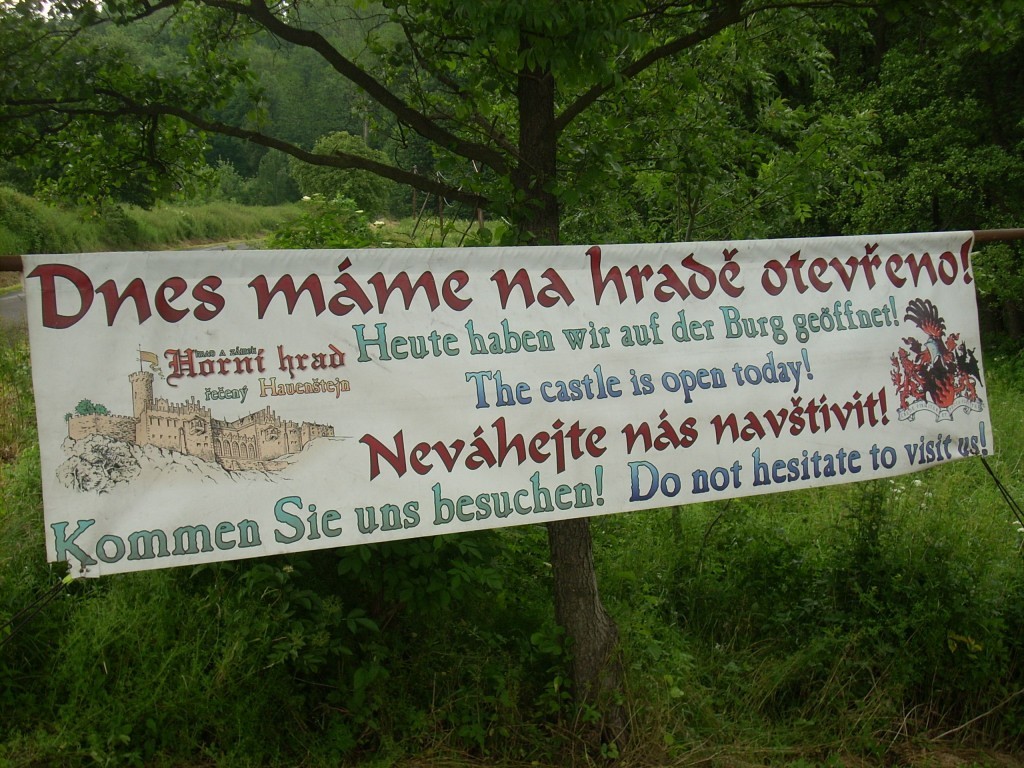 Dnes máme na hradě otevřeno!
Heute haben wir auf der Burg geöffnet!
HRAD A ZÁMEK
Horní hrad
řečený Hauenštejn
The castle is open today!
Neváhejte nás navštívit!
Kommen Sie uns besuchen! Do not hesitate to visit us!